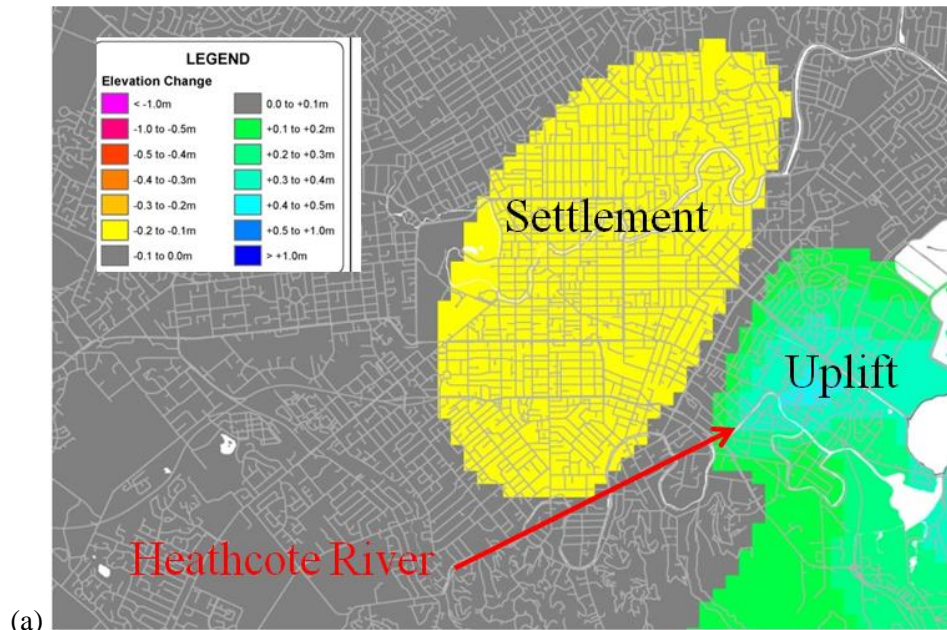 LEGEND
Elevation Change
< -1.0m
-1.0 to -0.5m
-0.5 to -0.4m
-0.4 to -0.3m
-0.3 to -0.2m
-0.2 to -0.1m
-0.1 to 0.0m
0.0 to +0.1m
+0.1 to +0.2m
+0.2 to +0.3m
+0.3 to +0.4m
+0.4 to +0.5m
+0.5 to +1.0m
> +1.0m
Settlement
Uplift
Heathcote River
(a)